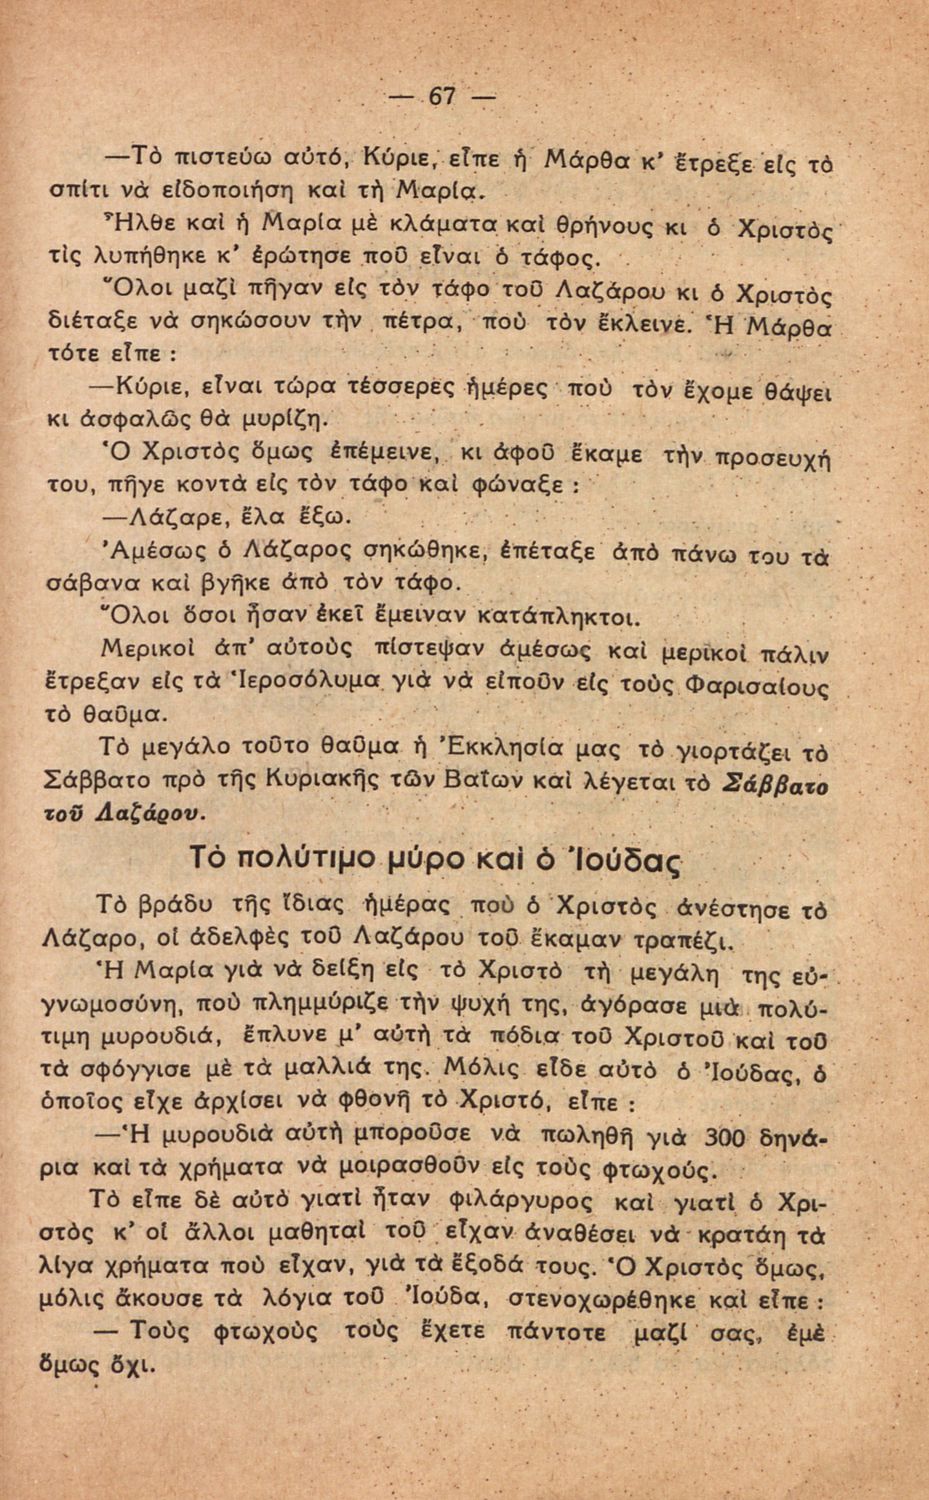 — 67 —
—Τὸ πιστεύω αὐτό, Κύριε, εἶπε ἡ Μάρθα κ' ἔτρεξε εἰς τὸ
σπίτι νὰ εἰδοποιήση καὶ τὴ Μαρία.
Ἦλθε καὶ ἡ Μαρία μὲ κλάματα καὶ θρήνους κι ὁ Χριστὸς
τὶς λυπήθηκε κ' ἐρώτησε ποῦ εἶναι ὁ τάφος.
Ὅλοι μαζὶ πῆγαν εἰς τὸν τάφο τοῦ Λαζάρου κι ὁ Χριστὸς
διέταξε νὰ σηκώσουν τὴν πέτρα, ποὺ τὸν ἔκλεινε. Ἡ Μάρθα
τότε εἶπε :
—Κύριε, εἶναι τώρα τέσσερες ἡμέρες ποὺ τὸν ἔχομε θάψει
κι ἀσφαλῶς θὰ μυρίζη.
Ὁ Χριστὸς ὅμως ἐπέμεινε, κι ἀφοῦ ἔκαμε τὴν προσευχή
του, πῆγε κοντὰ εἰς τὸν τάφο καὶ φώναξε :
—Λάζαρε, ἔλα ἔξω.
Ἀμέσως ὁ Λάζαρος σηκώθηκε, ἐπέταξε ἀπὸ πάνω του τὰ
σάβανα καὶ βγῆκε ἀπὸ τὸν τάφο.
Ὅλοι ὅσοι ἦσαν ἐκεῖ ἔμειναν κατάπληκτοι.
Μερικοὶ ἀπ' αὐτοὺς πίστεψαν ἀμέσως καὶ μερικοὶ πάλιν
ἔτρεξαν εἰς τὰ Ἱεροσόλυμα γιὰ νὰ εἰποῦν εἰς τοὺς Φαρισαίους
τὸ θαῦμα.
Τὸ μεγάλο τοῦτο θαῦμα ἡ Ἐκκλησία μας τὸ γιορτάζει τὸ
Σάββατο πρὸ τῆς Κυριακῆς τῶν Βαΐων καὶ λέγεται τὸ Σάββατο
τοῦ Λαζάρου.
Τὸ πολύτιμο μύρο καὶ ὁ Ἰούδας
Τὸ βράδυ τῆς ἴδιας ἡμέρας ποὺ ὁ Χριστὸς ἀνέστησε τὸ
Λάζαρο, οἱ ἀδελφὲς τοῦ Λαζάρου τοῦ ἔκαμαν τραπέζι.
Ἡ Μαρία γιὰ νὰ δείξη εἰς τὸ Χριστὸ τὴ μεγάλη της εὐ-
γνωμοσύνη, ποὺ πλημμύριζε τὴν ψυχή της, ἀγόρασε μιὰ πολύ-
τιμη μυρουδιά, ἔπλυνε μ' αὐτὴ τὰ πόδια τοῦ Χριστοῦ καὶ τοῦ
τὰ σφόγγισε μὲ τὰ μαλλιά της. Μόλις εἶδε αὐτὸ ὁ Ἰούδας, ὁ
ὁποῖος εἶχε ἀρχίσει νὰ φθονῆ τὸ Χριστό, εἶπε :
—Ἡ μυρουδιὰ αὐτὴ μποροῦσε νὰ πωληθῆ γιὰ 300 δηνά-
ρια καὶ τὰ χρήματα νὰ μοιρασθοῦν εἰς τοὺς φτωχούς.
Τὸ εἶπε δὲ αὐτὸ γιατὶ ἦταν φιλάργυρος καὶ γιατὶ ὁ Χρι-
στὸς κ' οἱ ἄλλοι μαθηταὶ τοῦ εἶχαν ἀναθέσει νὰ κρατάη τὰ
λίγα χρήματα ποὺ εἶχαν, γιὰ τὰ ἔξοδά τους. Ὁ Χριστὸς ὅμως,
μόλις ἄκουσε τὰ λόγια τοῦ Ἰούδα, στενοχωρέθηκε καὶ εἶπε :
— Τοὺς φτωχοὺς τοὺς ἔχετε πάντοτε μαζί σας, ἐμὲ
ὅμως ὄχι.